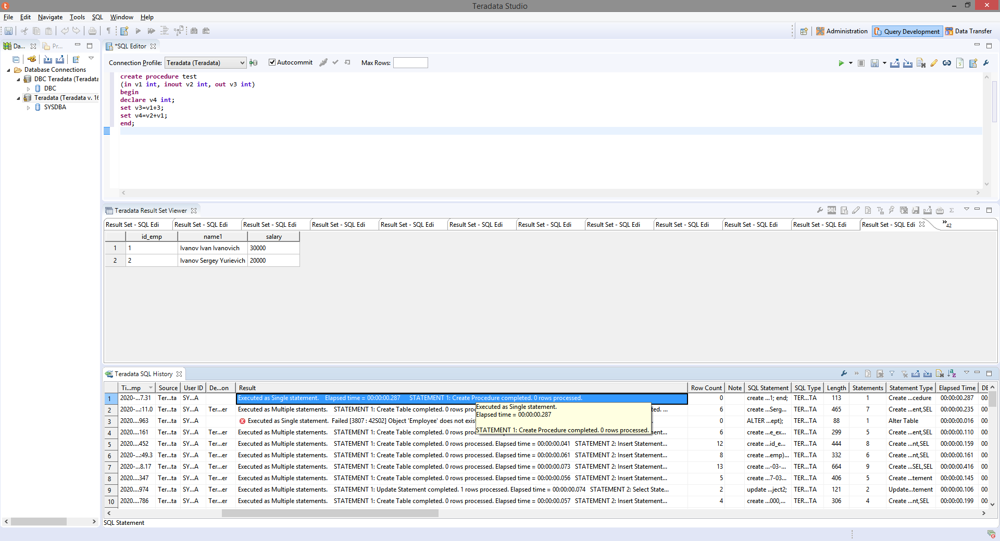 Teradata Studio
File Edit Navigate Tools SQL Window Help
Administration Query Development Data Transfer
Da... Pr...
Database Connections
DBC Teradata (Teradata
DBC
Teradata (Teradata v. 16
SYSDBA
*SQL Editor
Connection Profile: Teradata (Teradata) Autocommit Max Rows:
create procedure test
(in v1 int, inout v2 int, out v3 int)
begin
declare v4 int;
set v3=v1+3;
set v4=v2+v1;
end;
Teradata Result Set Viewer
Result Set - SQL Edi Result Set - SQL Edi Result Set - SQL Edi Result Set - SQL Edi Result Set - SQL Edi Result Set - SQL Edi Result Set - SQL Edi Result Set - SQL Edi Result Set - SQL Edi Result Set - SQL Edi Result Set - SQL Edi Result Set - SQL Edi »42
id_emp name1 salary
1 1 Ivanov Ivan Ivanovich 30000
2 2 Ivanov Sergey Yurievich 20000
Teradata SQL History
Ti...mp Source User ID De...on Result Row Count Note SQL Statement SQL Type Length Statements Statement Type Elapsed Time DE
1 2020-...7.31 Ter...ta SY...A Executed as Single statement. Elapsed time = 00:00:00.287 STATEMENT 1: Create Procedure completed. 0 rows processed. 0 create ...1; end; TER...TA 113 1 Create ...cedure 00:00:00.287 00:
Executed as Single statement.
Elapsed time = 00:00:00.287
STATEMENT 1: Create Procedure completed. 0 rows processed.
2 2020-...:11.0 Ter...ta SY...A Ter...er Executed as Multiple statements. STATEMENT 1: Create Table completed. 0 rows proc ted. ... 6 create ...Serg... TER...TA 465 7 Create ...ent,SEL 00:00:00.235 00:
3 2020....963 Ter...ta SY...A Executed as Single statement. Failed [3807 : 42S02] Object 'Employee' does not exis 0 ALTER ...ept); TER...TA 88 1 Alter Table 00:00:00.016 00:
4 2020....161 Ter...ta SY...A Ter...er Executed as Multiple statements. STATEMENT 1: Create Table completed. 0 rows proc ment... 6 create ...e_ex... TER...TA 299 5 Create ...ent,SEL 00:00:00.110 00:
5 2020....452 Ter...ta SY...A Ter...er Executed as Multiple statements. STATEMENT 1: Create Table completed. 0 rows processed. Elapsed time = 00:00:00.041 STATEMENT 2: Insert Statement... 12 create ...id_e... TER...TA 444 8 Create ...nt,SEL 00:00:00.159 00:
6 2020-...:49.3 Ter...ta SY...A Ter...er Executed as Multiple statements. STATEMENT 1: Create Table completed. 0 rows processed. Elapsed time = 00:00:00.061 STATEMENT 2: Insert Statement... 8 create ...emp)... TER...TA 332 6 Create ...nt,SEL 00:00:00.161 00:
7 2020-...8.17 Ter...ta SY...A Ter...er Executed as Multiple statements. STATEMENT 1: Create Table completed. 0 rows processed. Elapsed time = 00:00:00.073 STATEMENT 2: Insert Statement... 13 create ...-03-... TER...TA 664 9 Create ...SEL,SEL 00:00:00.416 00:
8 2020....347 Ter...ta SY...A Ter...er Executed as Multiple statements. STATEMENT 1: Create Table completed. 0 rows processed. Elapsed time = 00:00:00.056 STATEMENT 2: Insert Statement... 5 create ...7-03... TER...TA 406 5 Create ...tement 00:00:00.145 00:
9 2020....974 Ter...ta SY...A Ter...er Executed as Multiple statements. STATEMENT 1: Update Statement completed. 1 rows processed. Elapsed time = 00:00:00.074 STATEMENT 2: Select State... 2 update ...ject2; TER...TA 121 2 Update...tement 00:00:00.106 00:
10 2020....786 Ter...ta SY...A Ter...er Executed as Multiple statements. STATEMENT 1: Create Table completed. 0 rows processed. Elapsed time = 00:00:00.057 STATEMENT 2: Insert Statement... 4 create ...000,... TER...TA 306 4 Create ...nt,SEL 00:00:00.199 00:
SQL Statement